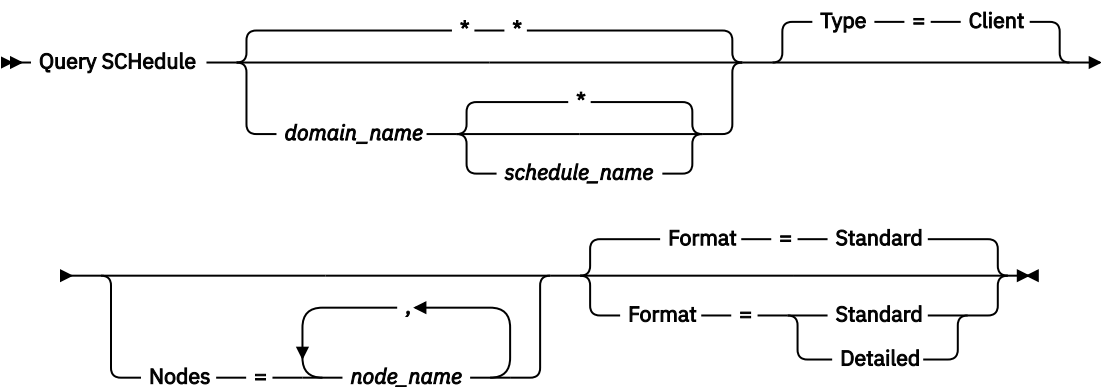 * *
Type = Client
Query SCHedule
*
domain_name
schedule_name
Format = Standard
,
Format = Standard
Nodes = node_name
Detailed